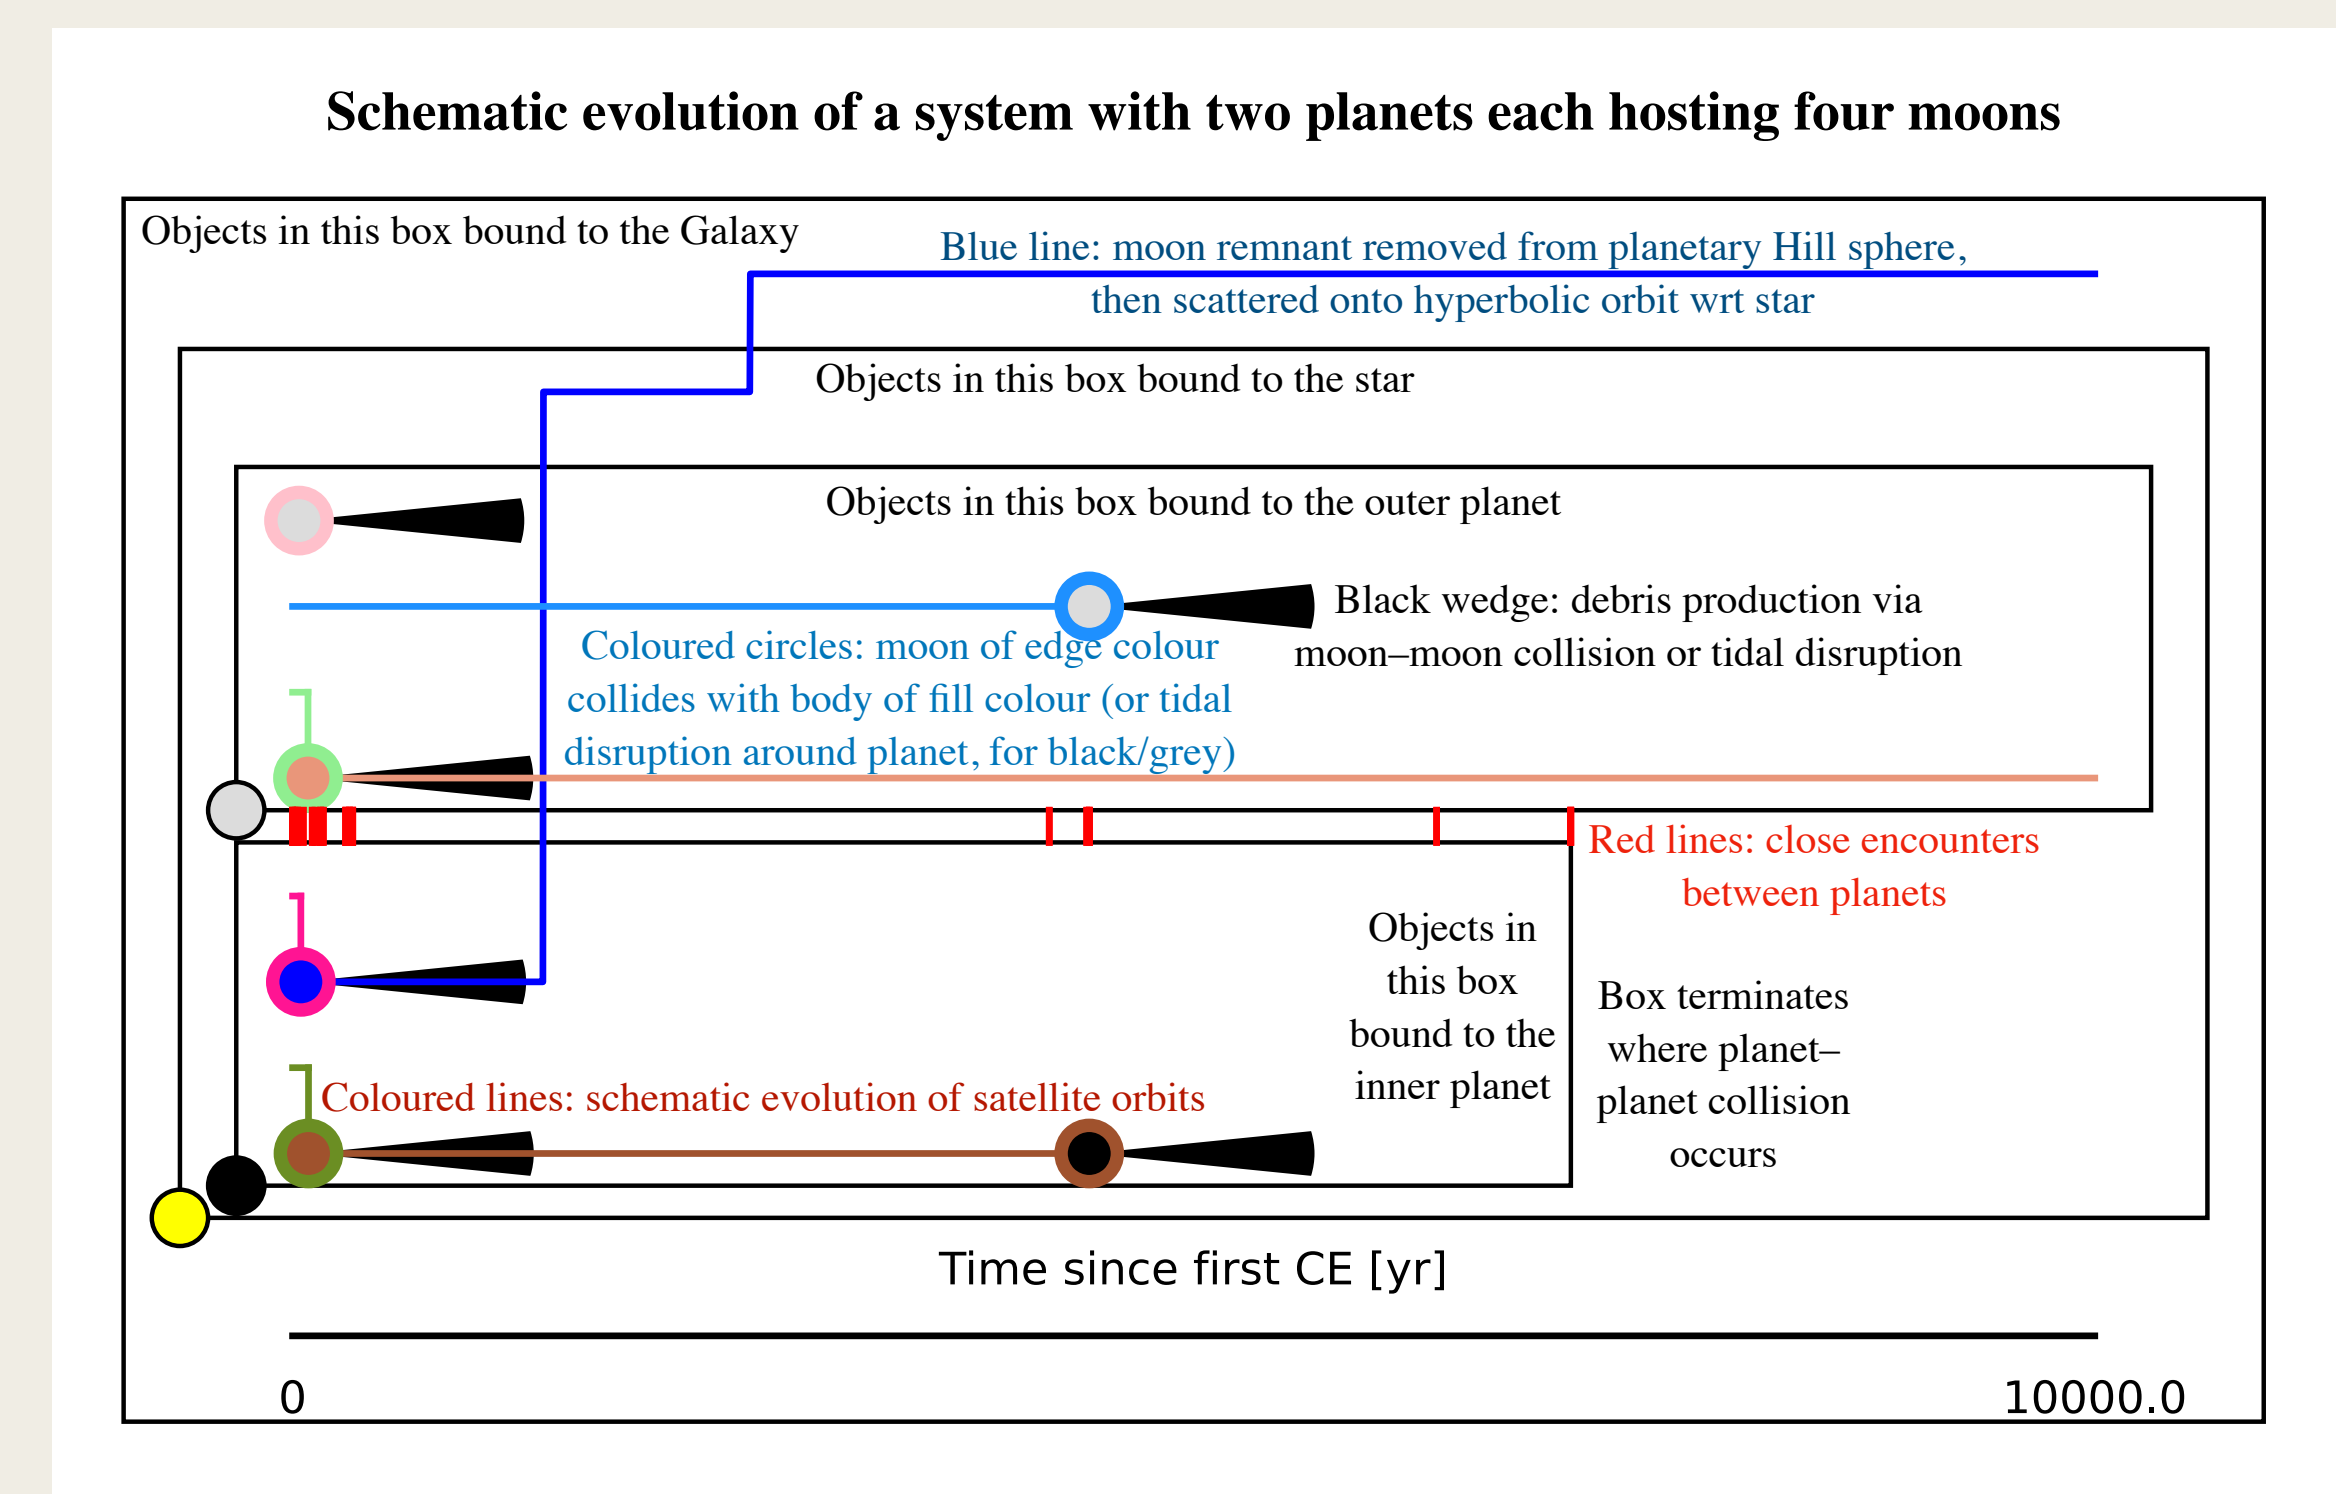 Schematic evolution of a system with two planets each hosting four moons
Objects in this box bound to the Galaxy
Blue line: moon remnant removed from planetary Hill sphere,
then scattered onto hyperbolic orbit wrt star
Objects in this box bound to the star
Objects in this box bound to the outer planet
Black wedge: debris production via
moon–moon collision or tidal disruption
Coloured circles: moon of edge colour
collides with body of fill colour (or tidal
disruption around planet, for black/grey)
Red lines: close encounters
between planets
Objects in
this box
bound to the
inner planet
Box terminates
where planet–
planet collision
occurs
Coloured lines: schematic evolution of satellite orbits
Time since first CE [yr]
0
10000.0